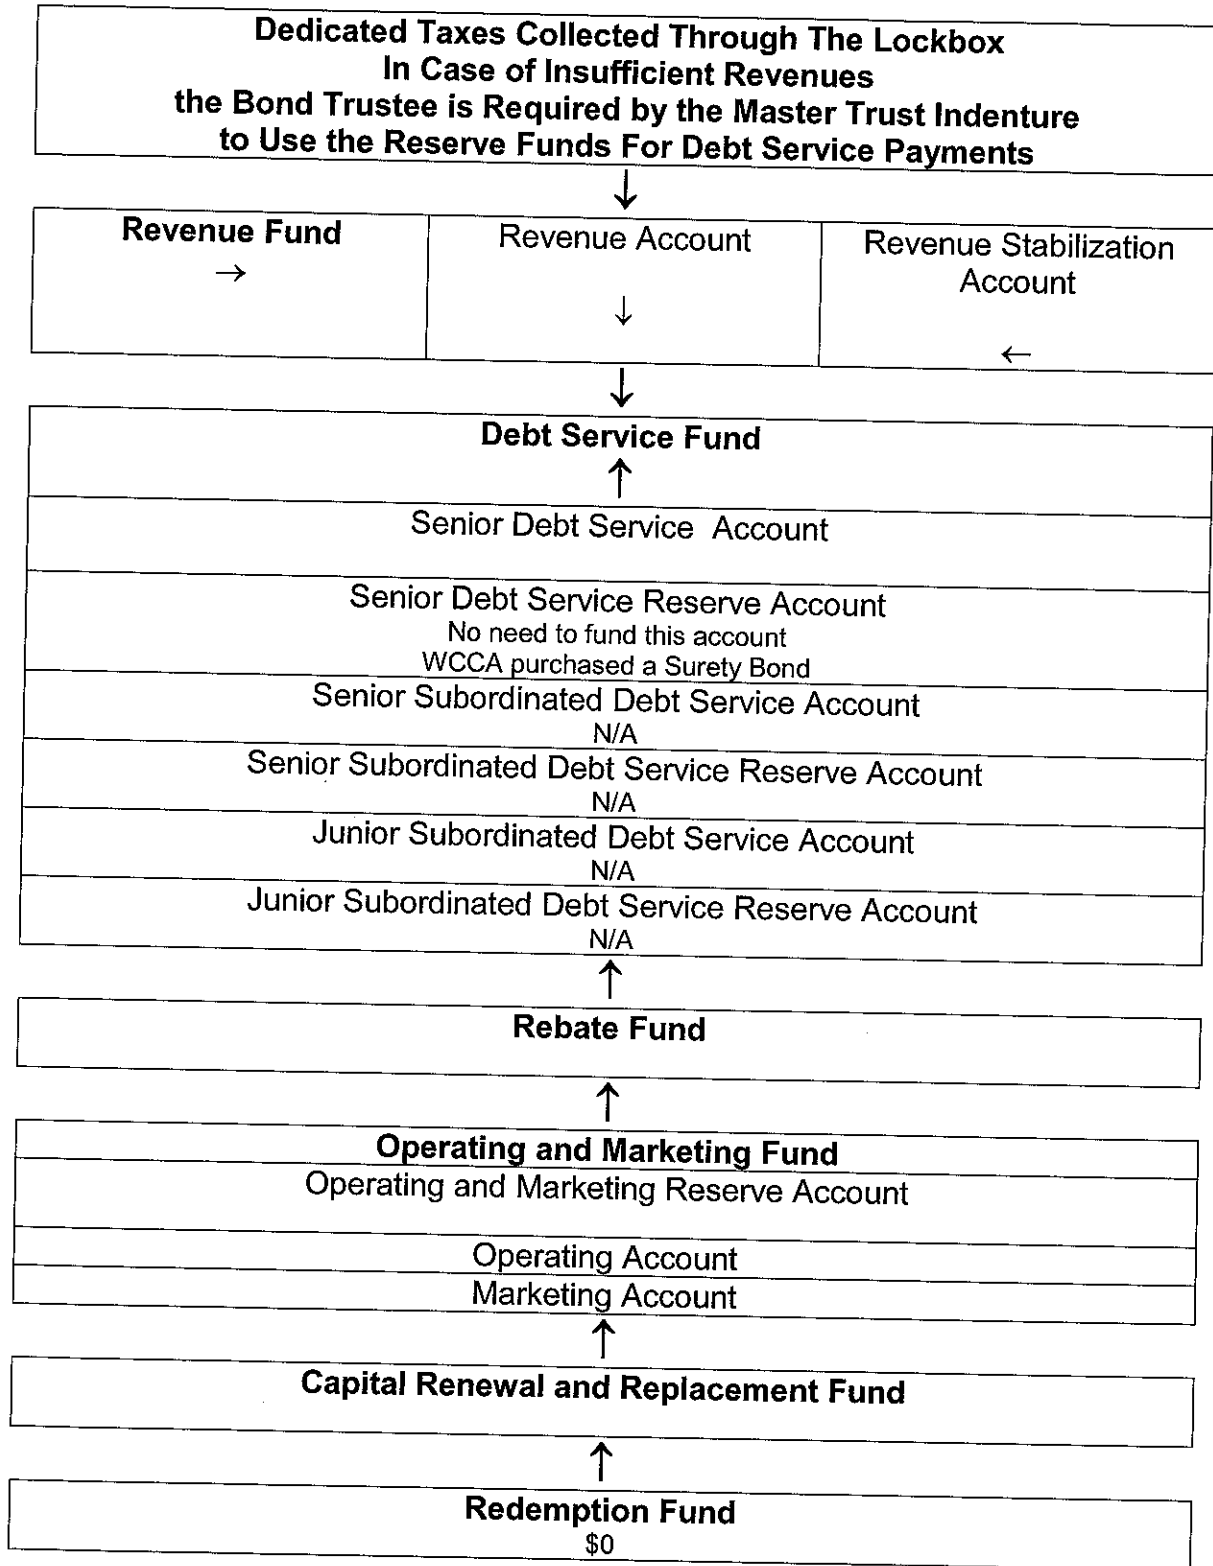 Dedicated Taxes Collected Through The Lockbox
In Case of Insufficient Revenues
the Bond Trustee is Required by the Master Trust Indenture
to Use the Reserve Funds For Debt Service Payments
↓
Revenue Fund
→
Revenue Account
↓
Revenue Stabilization
Account
←
↓
Debt Service Fund
↑
Senior Debt Service Account
Senior Debt Service Reserve Account
No need to fund this account
WCCA purchased a Surety Bond
Senior Subordinated Debt Service Account
N/A
Senior Subordinated Debt Service Reserve Account
N/A
Junior Subordinated Debt Service Account
N/A
Junior Subordinated Debt Service Reserve Account
N/A
↑
Rebate Fund
↑
Operating and Marketing Fund
Operating and Marketing Reserve Account
Operating Account
Marketing Account
↑
Capital Renewal and Replacement Fund
↑
Redemption Fund
$0